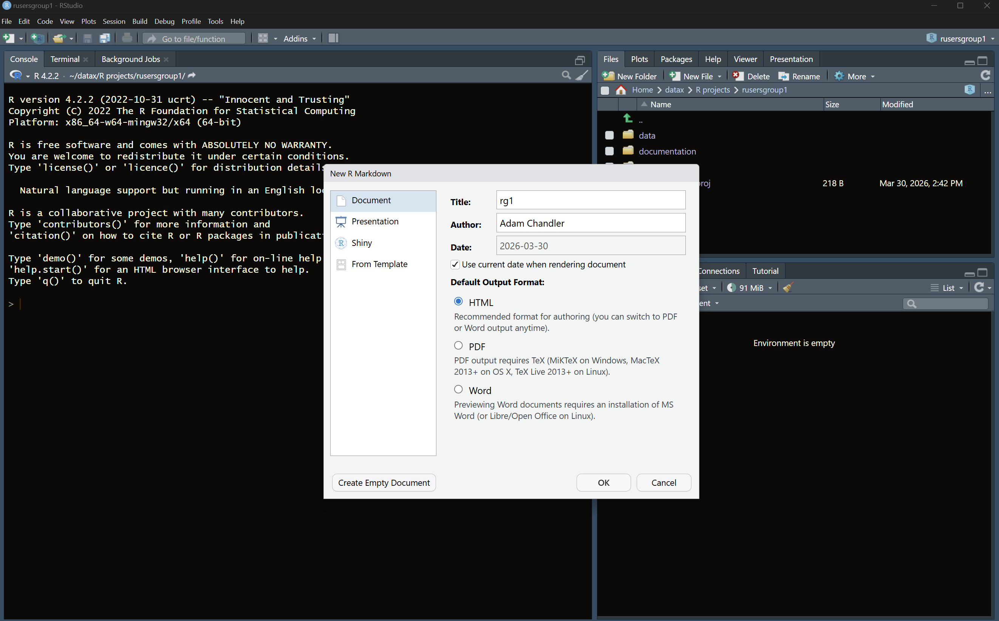 rusersgroup1 - RStudio
File Edit Code View Plots Session Build Debug Profile Tools Help
Go to file/function Addins rusersgroup1
Console Terminal Background Jobs
R 4.2.2 · ~/datax/R projects/rusersgroup1/
R version 4.2.2 (2022-10-31 ucrt) -- "Innocent and Trusting"
Copyright (C) 2022 The R Foundation for Statistical Computing
Platform: x86_64-w64-mingw32/x64 (64-bit)
R is free software and comes with ABSOLUTELY NO WARRANTY.
You are welcome to redistribute it under certain conditions.
Type 'license()' or 'licence()' for distribution details
Natural language support but running in an English lo
R is a collaborative project with many contributors.
Type 'contributors()' for more information and
'citation()' on how to cite R or R packages in publicat
Type 'demo()' for some demos, 'help()' for on-line help
'help.start()' for an HTML browser interface to help.
Type 'q()' to quit R.
>
Files Plots Packages Help Viewer Presentation
New Folder New File Delete Rename More
Home datax R projects rusersgroup1 ...
Name Size Modified
..
data
documentation
proj 218 B Mar 30, 2026, 2:42 PM
Connections Tutorial
set 91 MiB List
ent
Environment is empty
New R Markdown
Document
Presentation
Shiny
From Template
Title: rg1
Author: Adam Chandler
Date: 2026-03-30
Use current date when rendering document
Default Output Format:
HTML
Recommended format for authoring (you can switch to PDF
or Word output anytime).
PDF
PDF output requires TeX (MiKTeX on Windows, MacTeX
2013+ on OS X, TeX Live 2013+ on Linux).
Word
Previewing Word documents requires an installation of MS
Word (or Libre/Open Office on Linux).
Create Empty Document OK Cancel